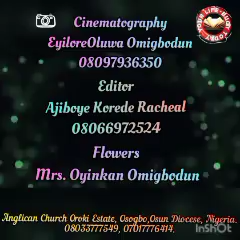 Cinematography
EyiloreOluwa Omigbodun
08097936350
Editor
Ajiboye Korede Racheal
08066972524
Flowers
Mrs. Oyinkan Omigbodun
Anglican Church Oroki Estate, Osogbo,Osun Diocese, Nigeria.
08033777549, 07017776414.
InShOt